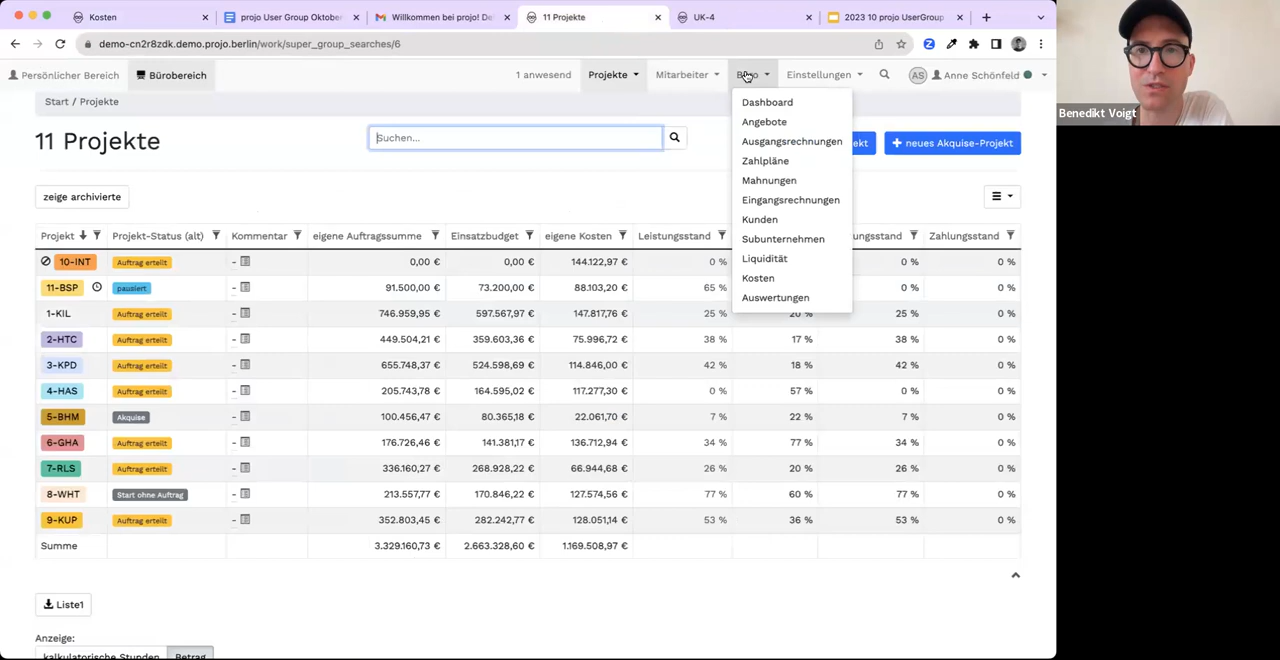 Kosten
projo User Group Oktober
Willkommen bei projo! De
11 Projekte
UK-4
2023 10 projo UserGroup
demo-cn2r8zdk.demo.projo.berlin/work/super_group_searches/6
Persönlicher Bereich
Bürobereich
1 anwesend
Projekte
Mitarbeiter
Büro
Einstellungen
AS
Anne Schönfeld
Benedikt Voigt
Start / Projekte
11 Projekte
Suchen...
ekt
+ neues Akquise-Projekt
Dashboard
Angebote
Ausgangsrechnungen
Zahlpläne
Mahnungen
Eingangsrechnungen
Kunden
Subunternehmen
Liquidität
Kosten
Auswertungen
zeige archivierte
Projekt Projekt-Status (alt) Kommentar eigene Auftragssumme Einsatzbudget eigene Kosten Leistungsstand ungsstand Zahlungsstand
10-INT Auftrag erteilt - 0,00 € 0,00 € 144.122,97 € 0 % 0 % 0 %
11-BSP pausiert - 91.500,00 € 73.200,00 € 88.103,20 € 65 % 0 % 0 %
1-KIL Auftrag erteilt - 746.959,95 € 597.567,97 € 147.817,76 € 25 % 20 % 25 % 0 %
2-HTC Auftrag erteilt - 449.504,21 € 359.603,36 € 75.996,72 € 38 % 17 % 38 % 0 %
3-KPD Auftrag erteilt - 655.748,37 € 524.598,69 € 114.846,00 € 42 % 18 % 42 % 0 %
4-HAS Auftrag erteilt - 205.743,78 € 164.595,02 € 117.277,30 € 0 % 57 % 0 % 0 %
5-BHM Akquise - 100.456,47 € 80.365,18 € 22.061,70 € 7 % 22 % 7 % 0 %
6-GHA Auftrag erteilt - 176.726,46 € 141.381,17 € 136.712,94 € 34 % 77 % 34 % 0 %
7-RLS Auftrag erteilt - 336.160,27 € 268.928,22 € 66.944,68 € 26 % 20 % 26 % 0 %
8-WHT Start ohne Auftrag - 213.557,77 € 170.846,22 € 127.574,56 € 77 % 60 % 77 % 0 %
9-KUP Auftrag erteilt - 352.803,45 € 282.242,77 € 128.051,14 € 53 % 36 % 53 % 0 %
Summe 3.329.160,73 € 2.663.328,60 € 1.169.508,97 €
Liste1
Anzeige:
kalkulatorische Stunden Betrag